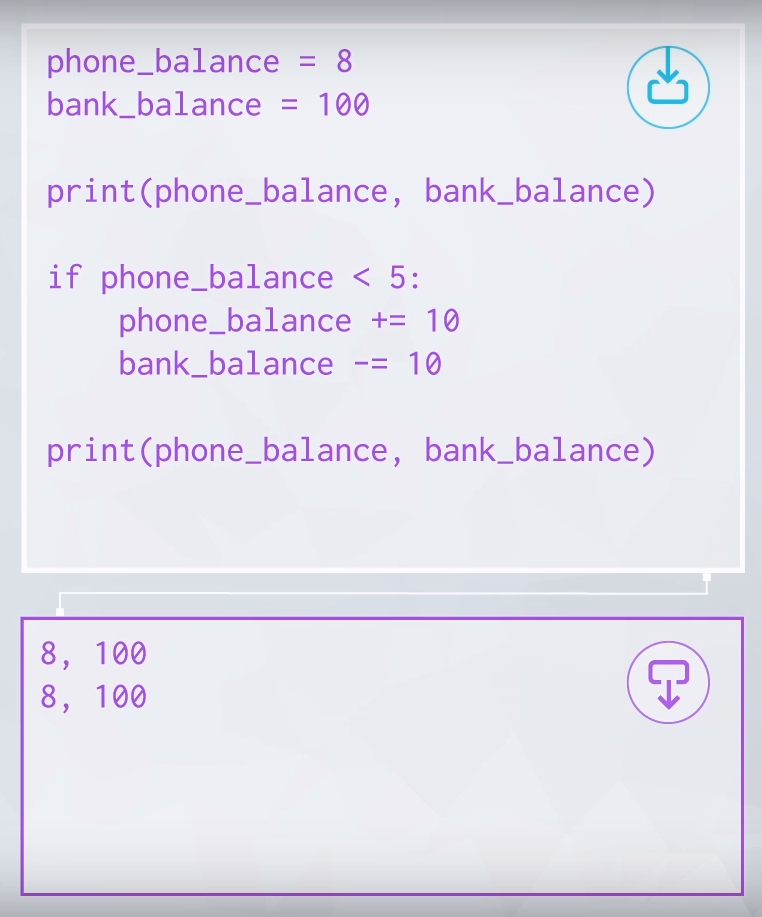 phone_balance = 8
bank_balance = 100
print(phone_balance, bank_balance)
if phone_balance < 5:
    phone_balance += 10
    bank_balance -= 10
print(phone_balance, bank_balance)
8, 100
8, 100